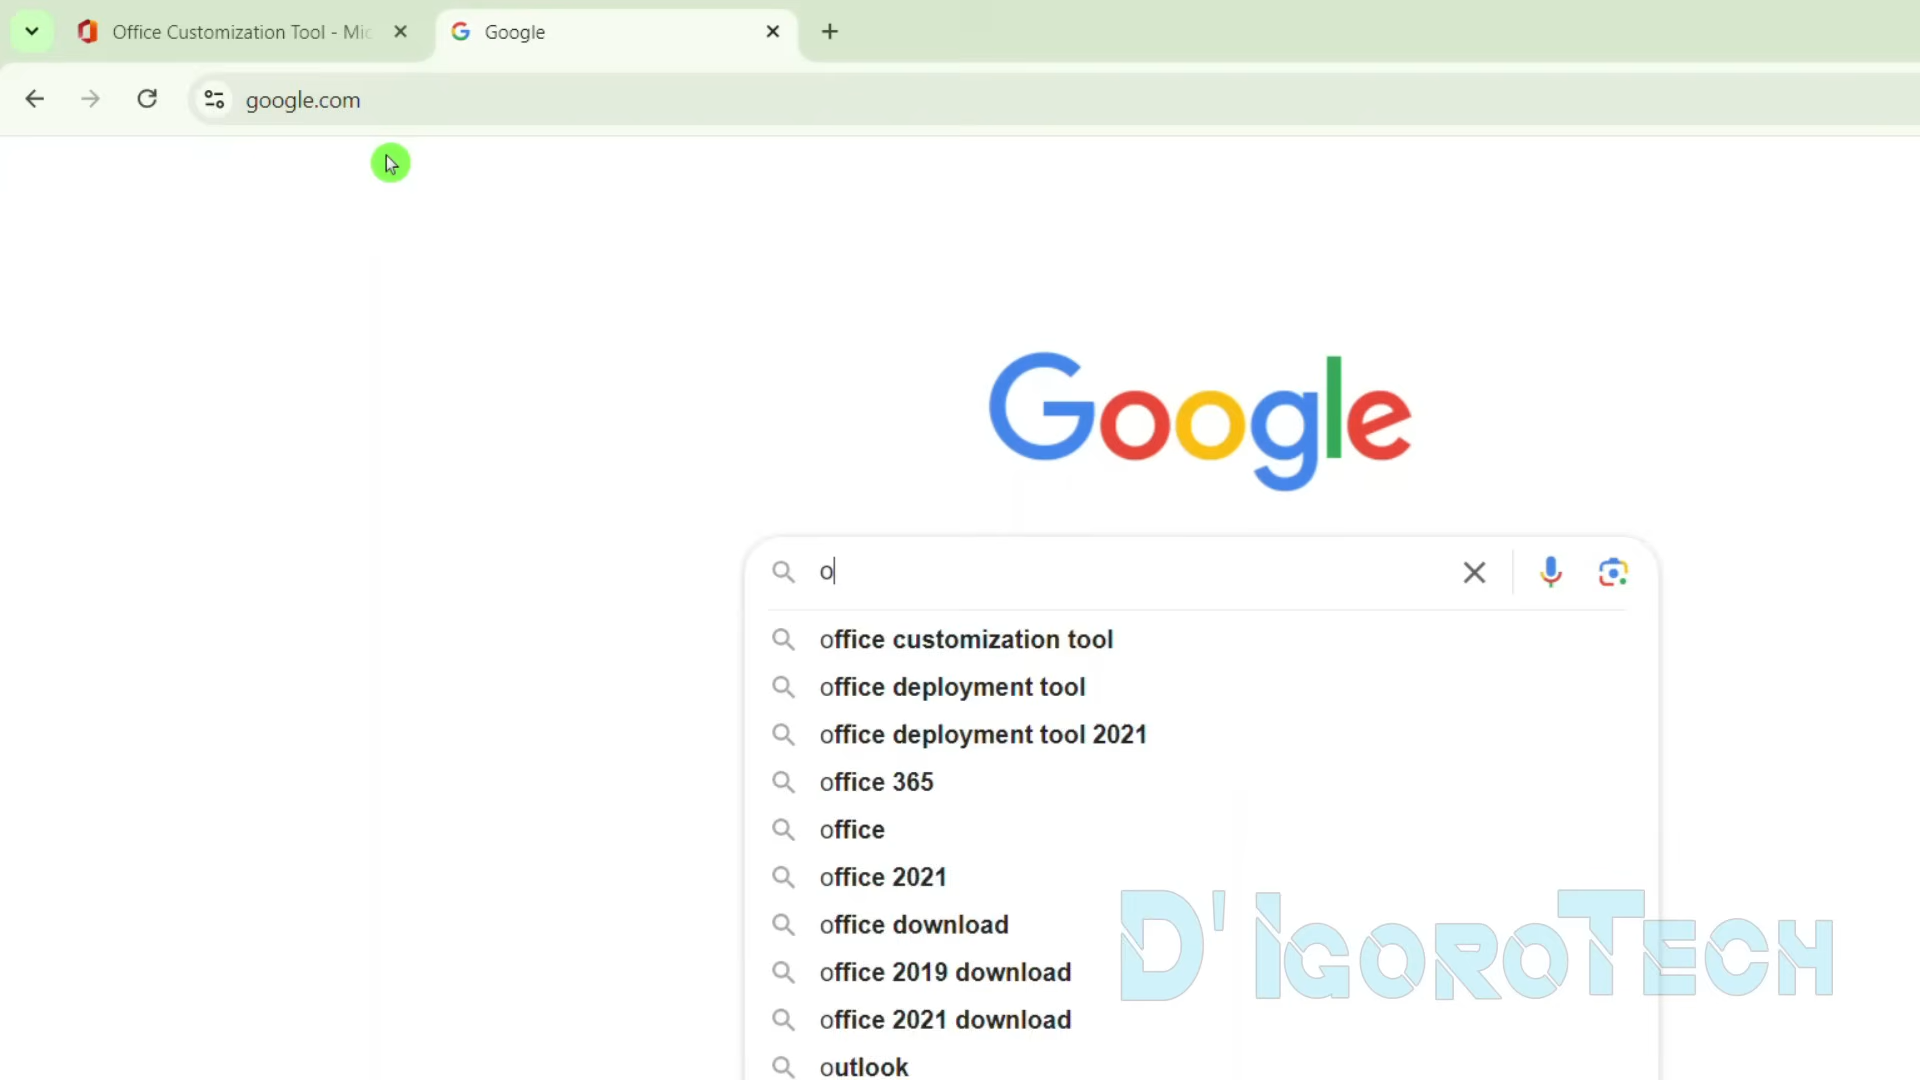 Office Customization Tool - Mic
Google
google.com
Google
o
office customization tool
office deployment tool
office deployment tool 2021
office 365
office
office 2021
office download
office 2019 download
office 2021 download
outlook
D'IGOROTECH